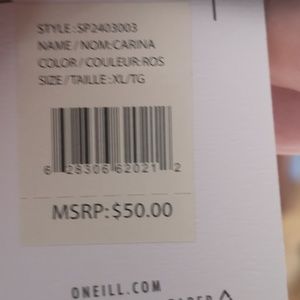 STYLE:SP2403003
NAME/NOM:CARINA
COLOR/COULEUR:ROS
SIZE/TAILLE:XL/TG
6 28306 62021 2
MSRP:$50.00
ONEILL.COM
PAPER